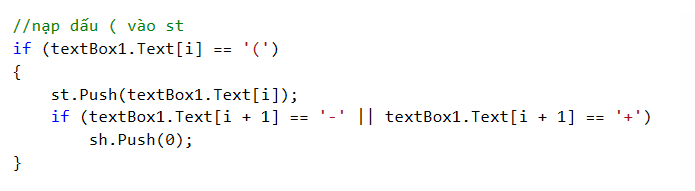 //nạp dấu ( vào st
if (textBox1.Text[i] == '(')
{
    st.Push(textBox1.Text[i]);
    if (textBox1.Text[i + 1] == '-' || textBox1.Text[i + 1] == '+')
        sh.Push(0);
}